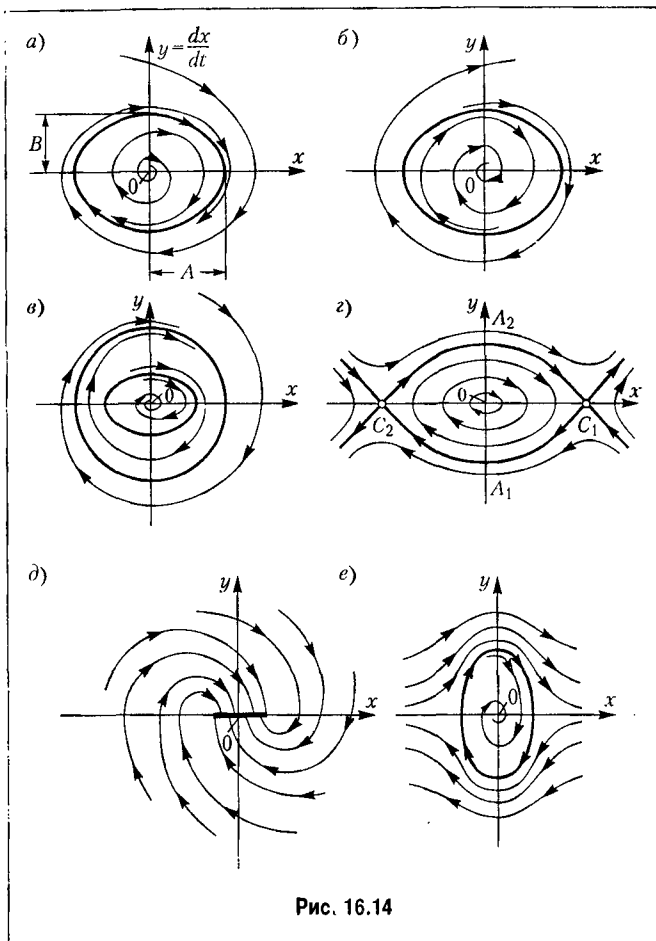 а) y = dx/dt
B
x
0
A
б) y
x
0
в) y
x
0
г) y
A₂
x
0
C₂ C₁
A₁
д) y
x
0
е) y
x
0
Рис. 16.14